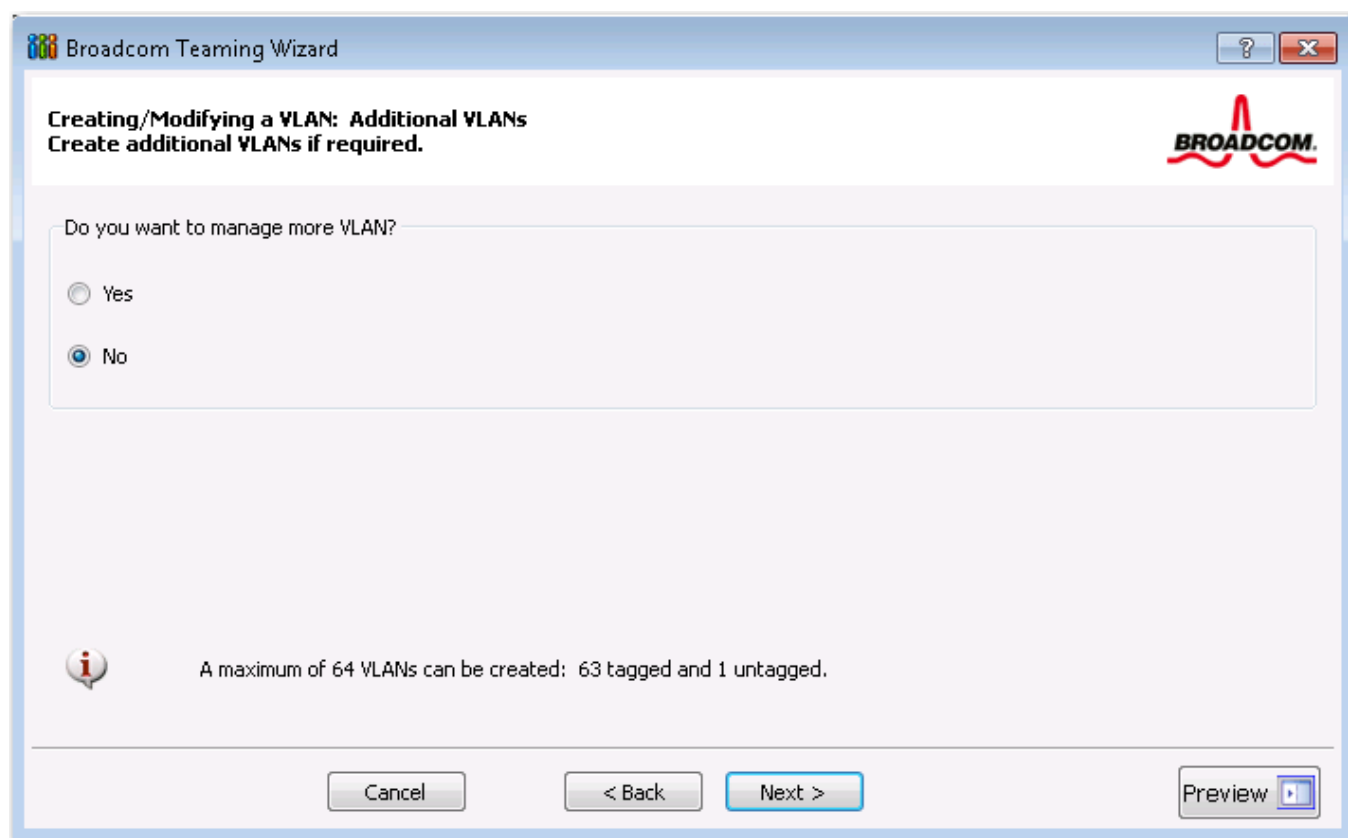 Broadcom Teaming Wizard
?
Creating/Modifying a VLAN: Additional VLANs
Create additional VLANs if required.
BROADCOM.
Do you want to manage more VLAN?
Yes
No
A maximum of 64 VLANs can be created: 63 tagged and 1 untagged.
Cancel
< Back
Next >
Preview